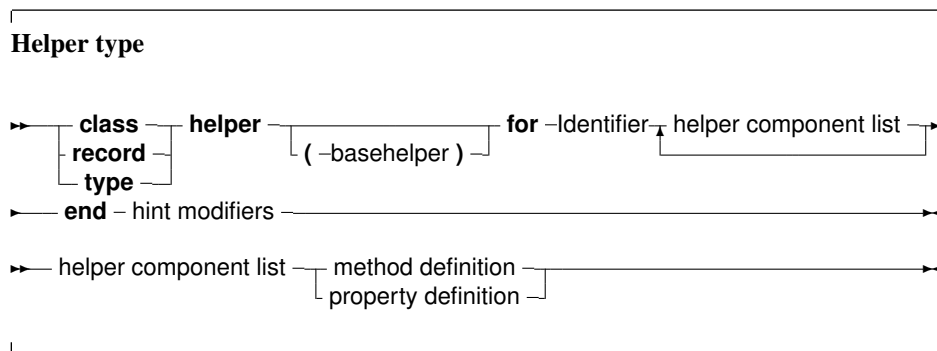 Helper type
class helper ( basehelper ) for Identifier helper component list
record
type
end hint modifiers
helper component list method definition
property definition